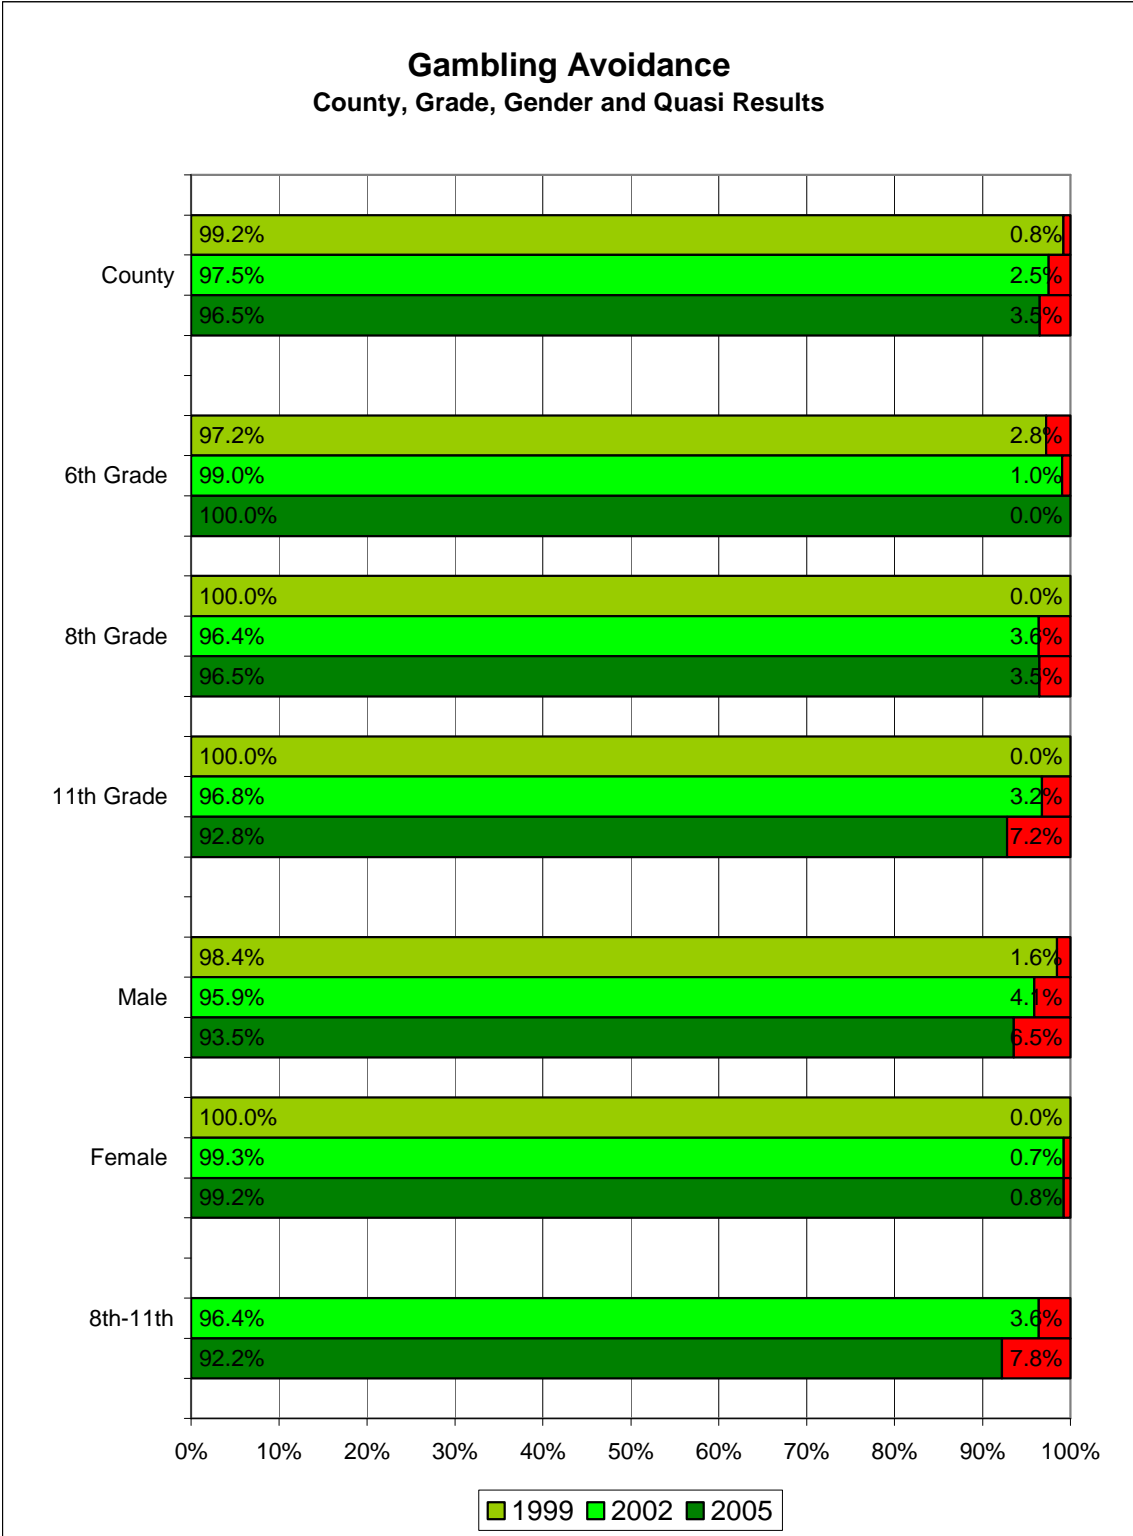 Gambling Avoidance
County, Grade, Gender and Quasi Results
99.2% 0.8%
County 97.5% 2.5%
96.5% 3.5%
97.2% 2.8%
6th Grade 99.0% 1.0%
100.0% 0.0%
100.0% 0.0%
8th Grade 96.4% 3.6%
96.5% 3.5%
100.0% 0.0%
11th Grade 96.8% 3.2%
92.8% 7.2%
98.4% 1.6%
Male 95.9% 4.1%
93.5% 6.5%
100.0% 0.0%
Female 99.3% 0.7%
99.2% 0.8%
8th-11th 96.4% 3.6%
92.2% 7.8%
0% 10% 20% 30% 40% 50% 60% 70% 80% 90% 100%
1999 2002 2005